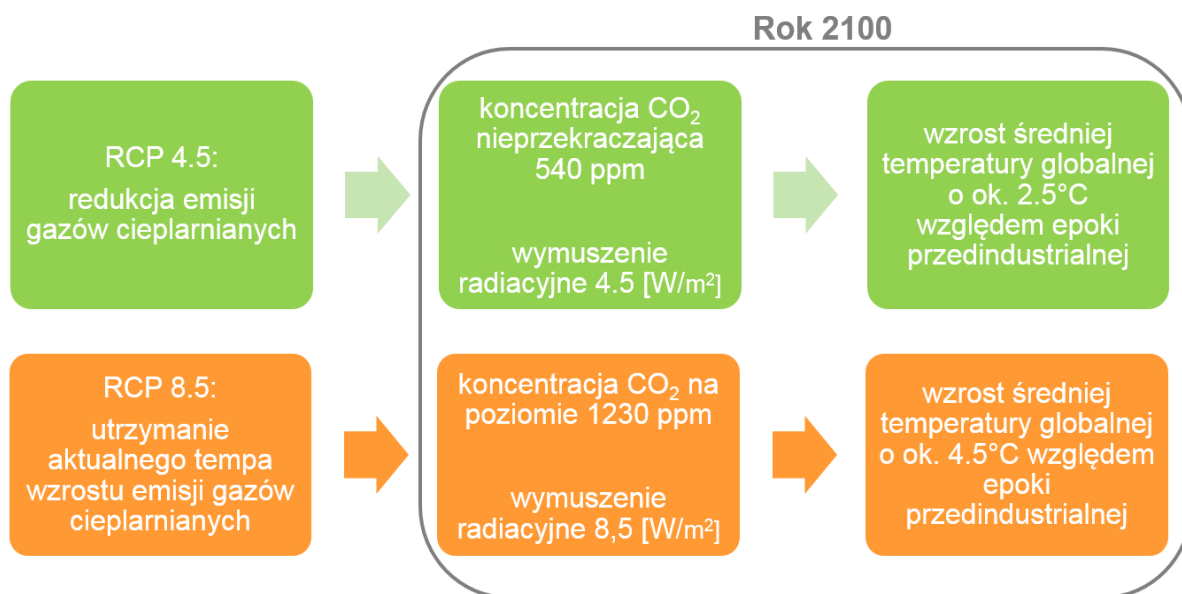 Rok 2100
RCP 4.5:
redukcja emisji
gazów cieplarnianych
koncentracja CO₂
nieprzekraczająca
540 ppm
wymuszenie
radiacyjne 4.5 [W/m²]
wzrost średniej
temperatury globalnej
o ok. 2.5°C
względem epoki
przedindustrialnej
RCP 8.5:
utrzymanie
aktualnego tempa
wzrostu emisji gazów
cieplarnianych
koncentracja CO₂ na
poziomie 1230 ppm
wymuszenie
radiacyjne 8,5 [W/m²]
wzrost średniej
temperatury globalnej
o ok. 4.5°C względem
epoki
przedindustrialnej